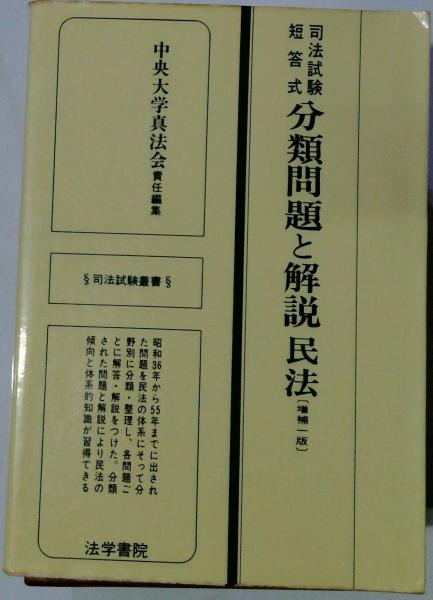 司法試験
短答式
分類問題と解説 民法〔増補一版〕
中央大学真法会責任編集
§司法試験叢書§
昭和36年から55年までに出され
た問題を民法の体系にそって分
野別に分類・整理し、各問題ご
とに解答・解説をつけた。分類
された問題と解説により民法の
傾向と体系的知識が習得できる
法学書院